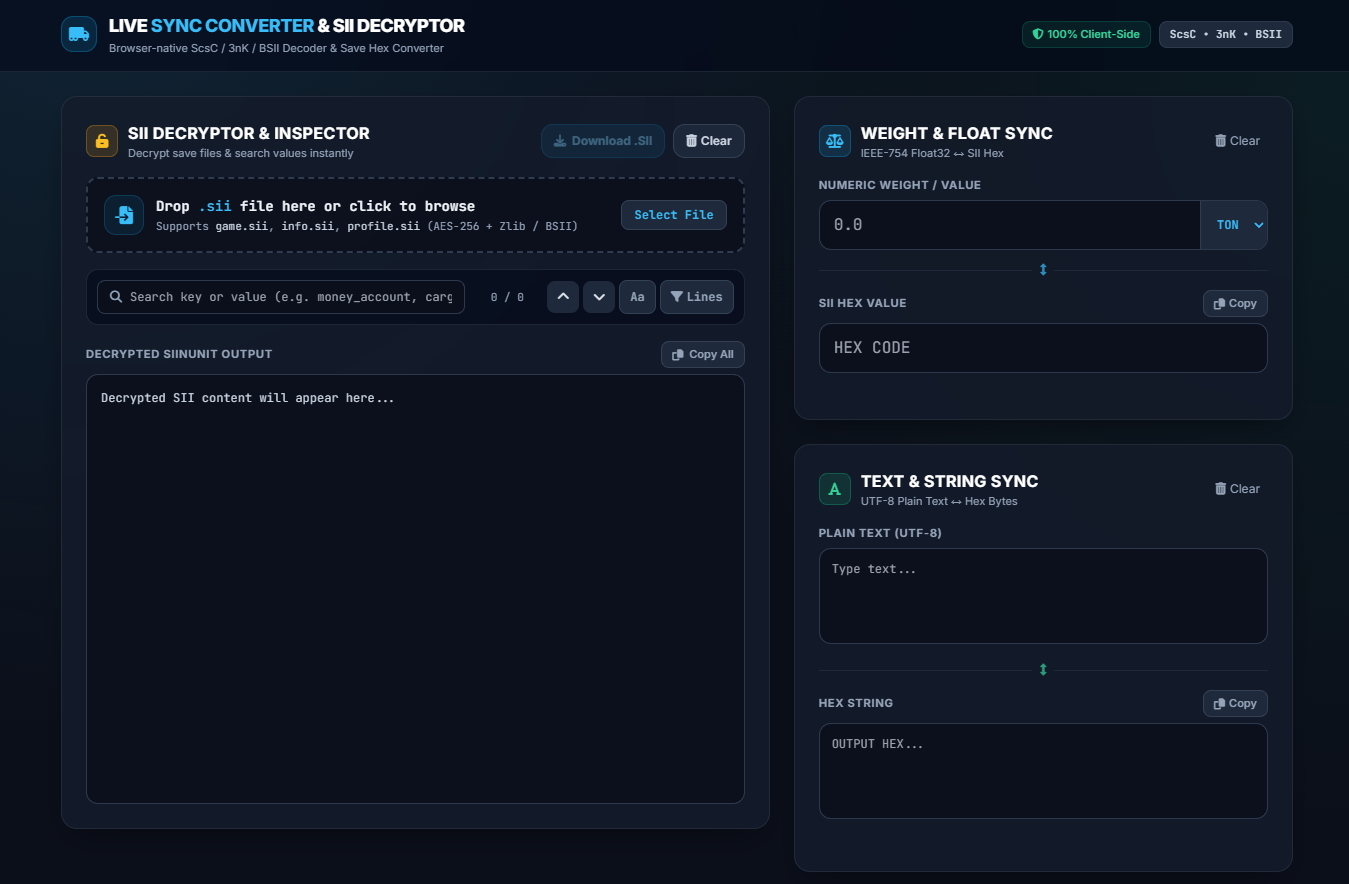 LIVE SYNC CONVERTER & SII DECRYPTOR
Browser-native ScsC / 3nK / BSII Decoder & Save Hex Converter
100% Client-Side
ScsC • 3nK • BSII
SII DECRYPTOR & INSPECTOR
Decrypt save files & search values instantly
Download .SII
Clear
Drop .sii file here or click to browse
Supports game.sii, info.sii, profile.sii (AES-256 + Zlib / BSII)
Select File
Search key or value (e.g. money_account, carg
0 / 0
Aa
Lines
DECRYPTED SIINUNIT OUTPUT
Copy All
Decrypted SII content will appear here...
WEIGHT & FLOAT SYNC
IEEE-754 Float32 ↔ SII Hex
Clear
NUMERIC WEIGHT / VALUE
0.0
TON
SII HEX VALUE
Copy
HEX CODE
A
TEXT & STRING SYNC
UTF-8 Plain Text ↔ Hex Bytes
Clear
PLAIN TEXT (UTF-8)
Type text...
HEX STRING
Copy
OUTPUT HEX...